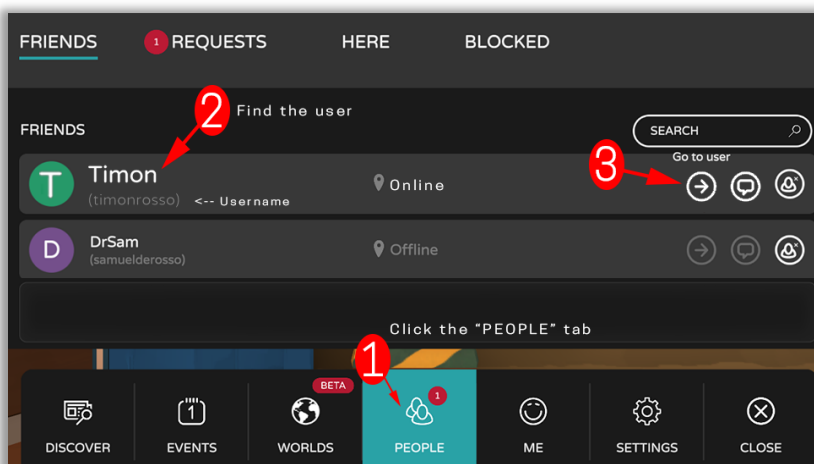 FRIENDS
1 REQUESTS
HERE
BLOCKED
2 Find the user
FRIENDS
SEARCH
T
Timon
(timonrosso) <-- Username
Online
3
Go to user
D
DrSam
(samuelderosso)
Offline
Click the “PEOPLE” tab
1
DISCOVER
1
EVENTS
BETA
WORLDS
1
PEOPLE
ME
SETTINGS
CLOSE